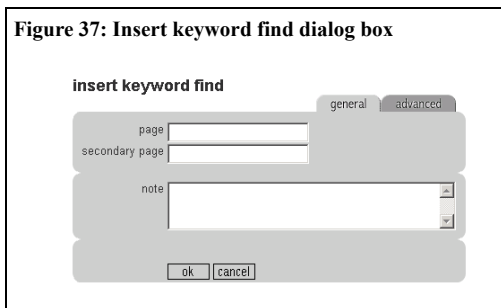 Figure 37: Insert keyword find dialog box
insert keyword find
general advanced
page
secondary page
note
ok cancel